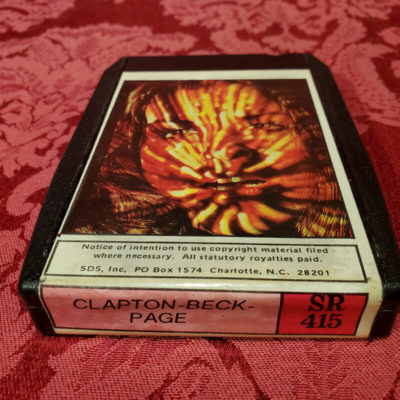 Notice of intention to use copyright material filed
where necessary. All statutory royalties paid.
SDS, Inc, PO Box 1574 Charlotte, N.C. 28201
CLAPTON-BECK-
PAGE
SR
415